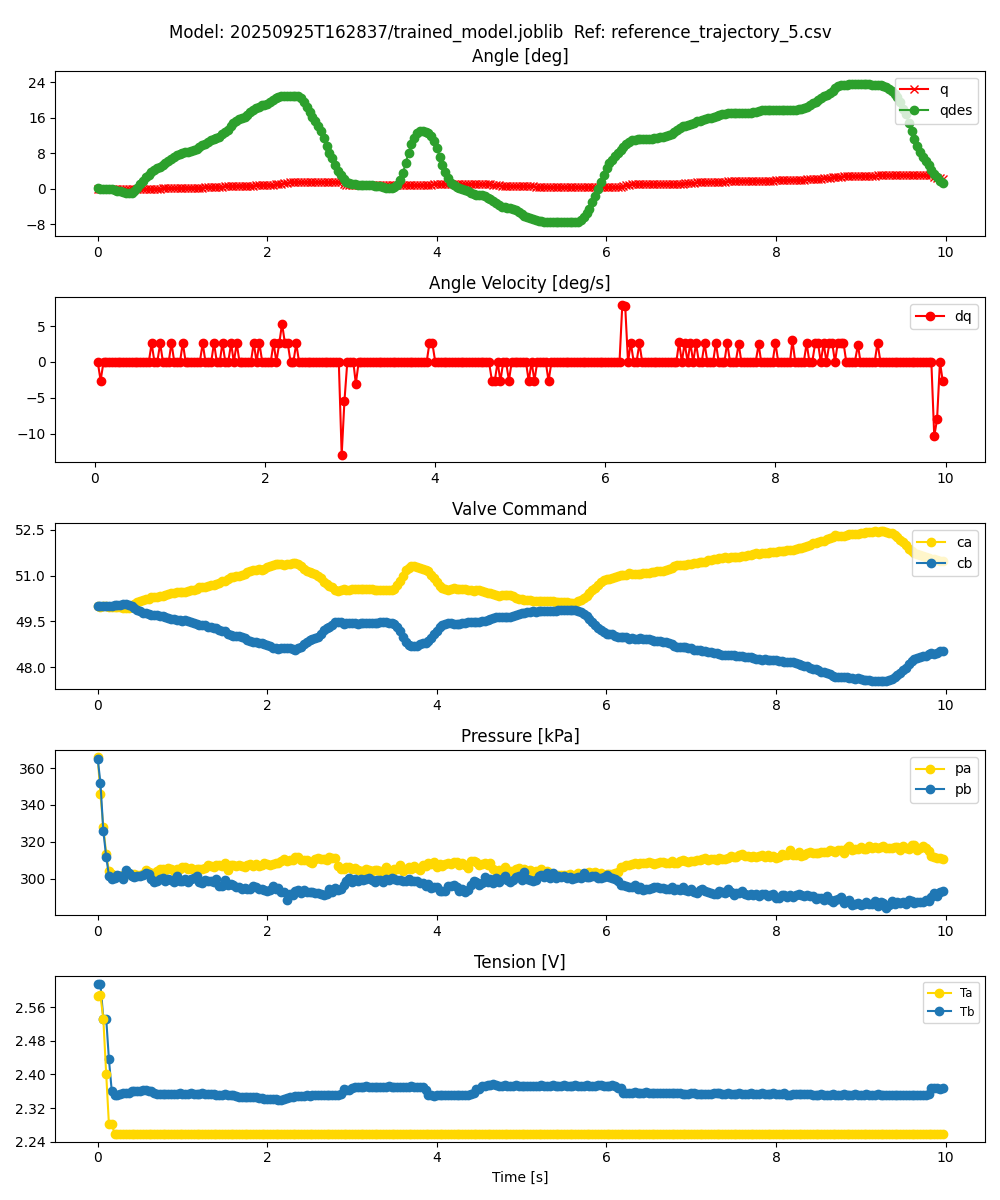 Model: 20250925T162837/trained_model.joblib  Ref: reference_trajectory_5.csv
Angle [deg]
24
16
8
0
−8
q
qdes
0 2 4 6 8 10
Angle Velocity [deg/s]
5
0
−5
−10
dq
0 2 4 6 8 10
Valve Command
52.5
51.0
49.5
48.0
ca
cb
0 2 4 6 8 10
Pressure [kPa]
360
340
320
300
pa
pb
0 2 4 6 8 10
Tension [V]
2.56
2.48
2.40
2.32
2.24
Ta
Tb
0 2 4 6 8 10
Time [s]